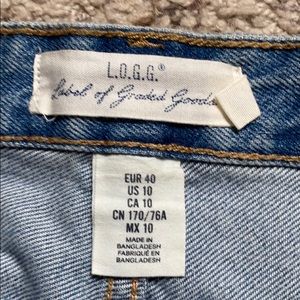 L.O.G.G.®
Label of Graded Goods
EUR 40
US 10
CA 10
CN 170/76A
MX 10
MADE IN
BANGLADESH
FABRIQUÉ EN
BANGLADESH